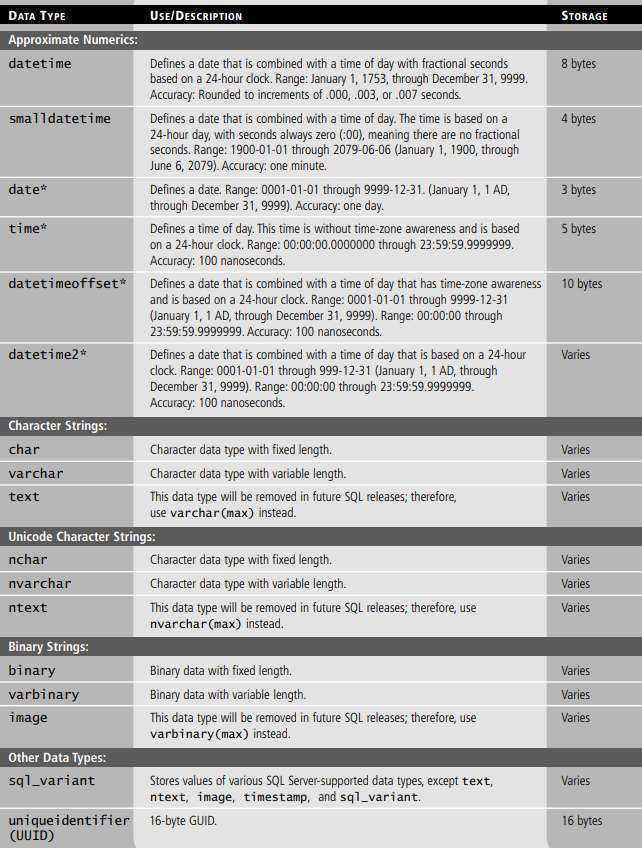 DATA TYPE USE/DESCRIPTION STORAGE
Approximate Numerics:
datetime Defines a date that is combined with a time of day with fractional seconds 8 bytes
based on a 24-hour clock. Range: January 1, 1753, through December 31, 9999.
Accuracy: Rounded to increments of .000, .003, or .007 seconds.
smalldatetime Defines a date that is combined with a time of day. The time is based on a 4 bytes
24-hour day, with seconds always zero (:00), meaning there are no fractional
seconds. Range: 1900-01-01 through 2079-06-06 (January 1, 1900, through
June 6, 2079). Accuracy: one minute.
date* Defines a date. Range: 0001-01-01 through 9999-12-31. (January 1, 1 AD, 3 bytes
through December 31, 9999). Accuracy: one day.
time* Defines a time of day. This time is without time-zone awareness and is based 5 bytes
on a 24-hour clock. Range: 00:00:00.0000000 through 23:59:59.9999999.
Accuracy: 100 nanoseconds.
datetimeoffset* Defines a date that is combined with a time of day that has time-zone awareness 10 bytes
and is based on a 24-hour clock. Range: 0001-01-01 through 9999-12-31
(January 1, 1 AD, through December 31, 9999). Range: 00:00:00 through
23:59:59.9999999. Accuracy: 100 nanoseconds.
datetime2* Defines a date that is combined with a time of day that is based on a 24-hour Varies
clock. Range: 0001-01-01 through 999-12-31 (January 1, 1 AD, through
December 31, 9999). Range: 00:00:00 through 23:59:59.9999999.
Accuracy: 100 nanoseconds.
Character Strings:
char Character data type with fixed length. Varies
varchar Character data type with variable length. Varies
text This data type will be removed in future SQL releases; therefore, Varies
use varchar(max) instead.
Unicode Character Strings:
nchar Character data type with fixed length. Varies
nvarchar Character data type with variable length. Varies
ntext This data type will be removed in future SQL releases; therefore, use Varies
nvarchar(max) instead.
Binary Strings:
binary Binary data with fixed length. Varies
varbinary Binary data with variable length. Varies
image This data type will be removed in future SQL releases; therefore, use Varies
varbinary(max) instead.
Other Data Types:
sql_variant Stores values of various SQL Server-supported data types, except text, Varies
ntext, image, timestamp, and sql_variant.
uniqueidentifier 16-byte GUID. 16 bytes
(UUID)